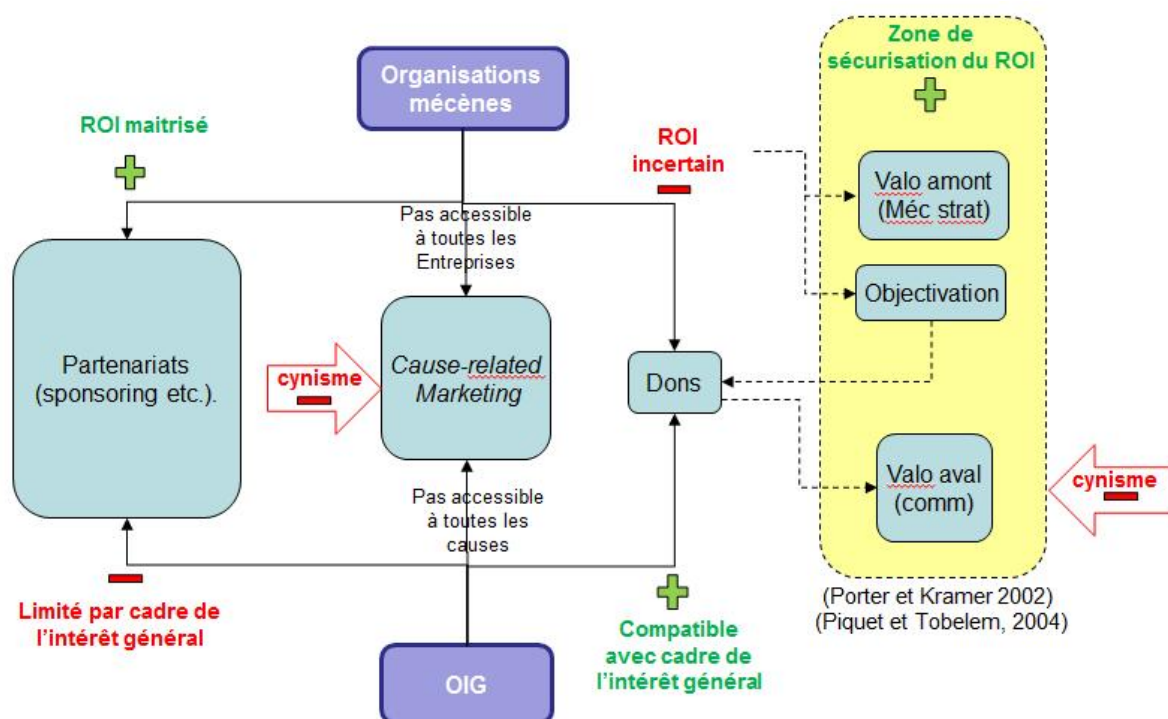 Organisations
mécènes
Zone de
sécurisation du ROI
ROI maitrisé
ROI
incertain
Valo amont
(Méc strat)
Pas accessible
à toutes les
Entreprises
Objectivation
Partenariats
(sponsoring etc.).
cynisme
Cause-related
Marketing
Dons
Valo aval
(comm)
cynisme
Pas accessible
à toutes les
causes
Limité par cadre de
l'intérêt général
OIG
Compatible
avec cadre de
l'intérêt général
(Porter et Kramer 2002)
(Piquet et Tobelem, 2004)